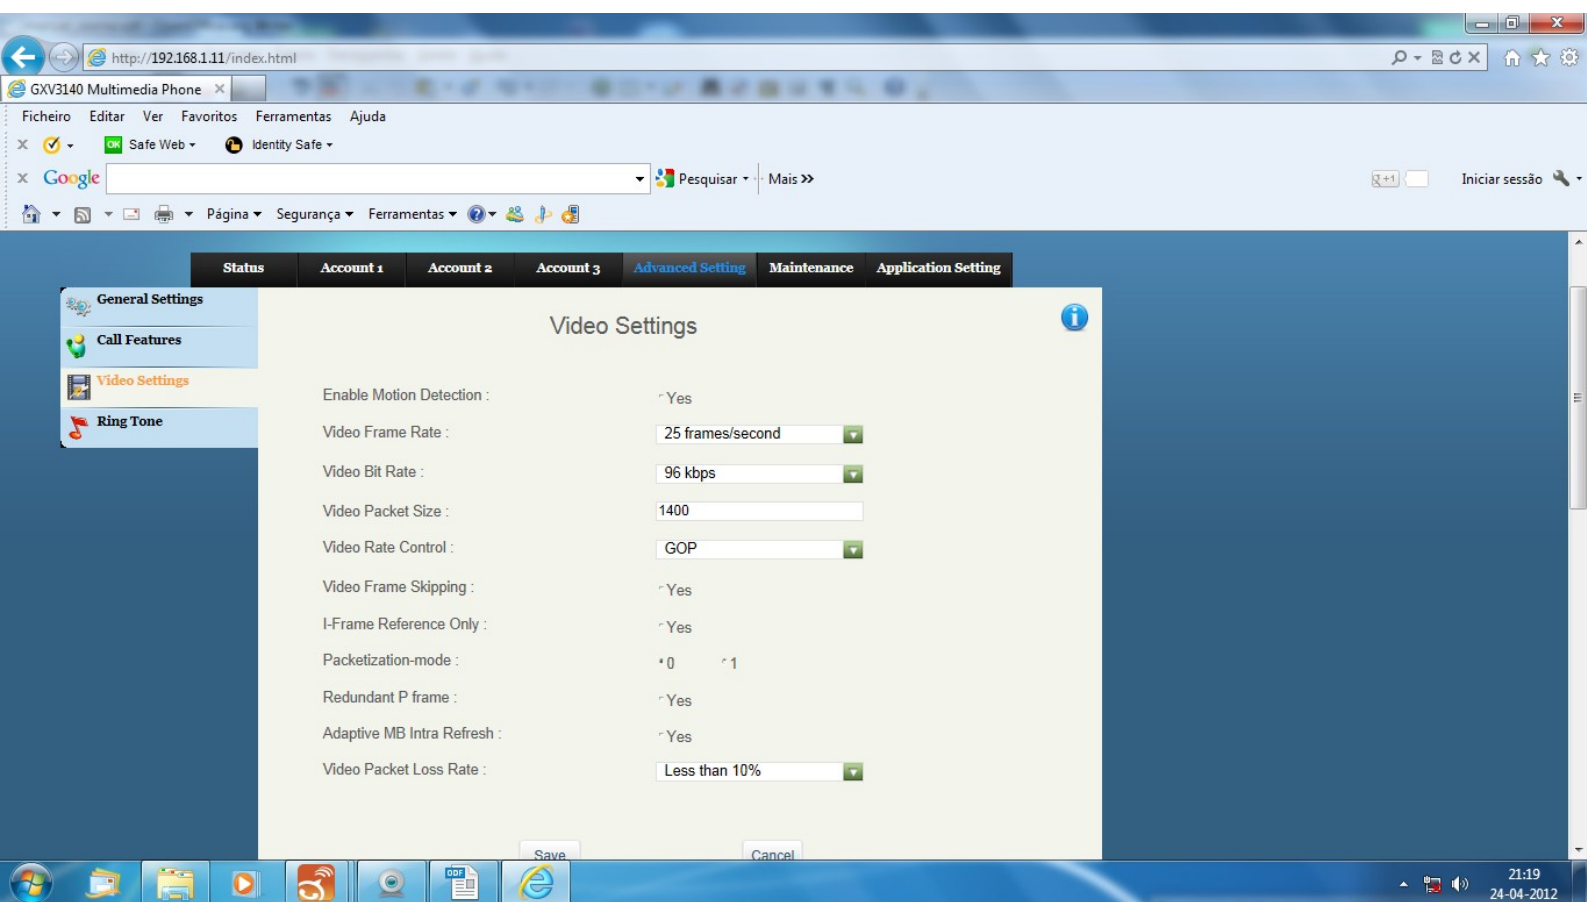 http://192.168.1.11/index.html
GXV3140 Multimedia Phone
Ficheiro Editar Ver Favoritos Ferramentas Ajuda
OK Safe Web Identity Safe
Google Pesquisar Mais >> +1 Iniciar sessão
Página Segurança Ferramentas
Status Account 1 Account 2 Account 3 Advanced Setting Maintenance Application Setting
General Settings
Call Features
Video Settings
Ring Tone
Video Settings
Enable Motion Detection : Yes
Video Frame Rate : 25 frames/second
Video Bit Rate : 96 kbps
Video Packet Size : 1400
Video Rate Control : GOP
Video Frame Skipping : Yes
I-Frame Reference Only : Yes
Packetization-mode : 0 1
Redundant P frame : Yes
Adaptive MB Intra Refresh : Yes
Video Packet Loss Rate : Less than 10%
Save Cancel
ODF
21:19
24-04-2012